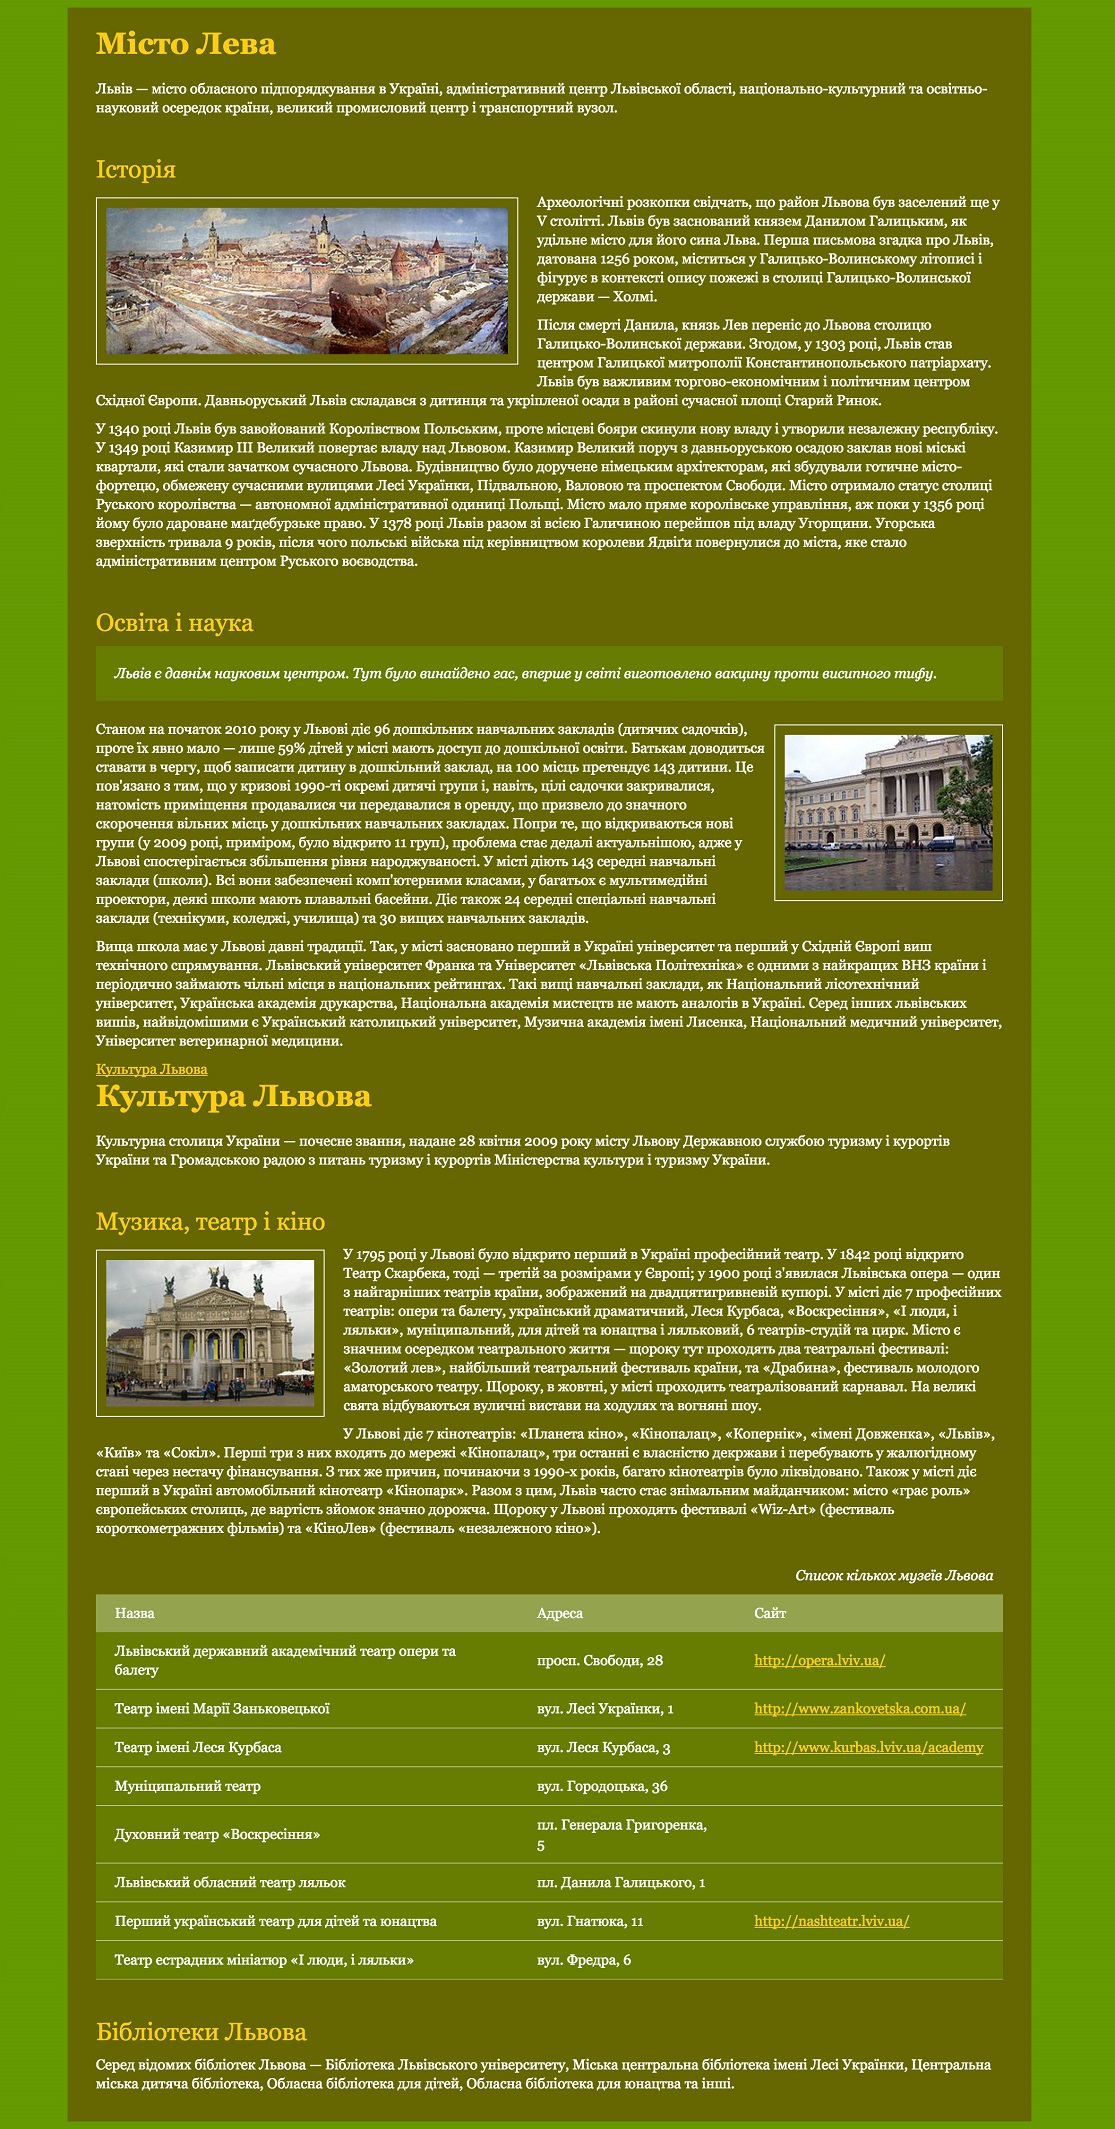 Місто Лева
Львів — місто обласного підпорядкування в Україні, адміністративний центр Львівської області, національно-культурний та освітньо-
науковий осередок країни, великий промисловий центр і транспортний вузол.
Історія
Археологічні розкопки свідчать, що район Львова був заселений ще у
V столітті. Львів був заснований князем Данилом Галицьким, як
удільне місто для його сина Льва. Перша письмова згадка про Львів,
датована 1256 роком, міститься у Галицько-Волинському літописі і
фігурує в контексті опису пожежі в столиці Галицько-Волинської
держави — Холмі.
Після смерті Данила, князь Лев переніс до Львова столицю
Галицько-Волинської держави. Згодом, у 1303 році, Львів став
центром Галицької митрополії Константинопольського патріархату.
Львів був важливим торгово-економічним і політичним центром
Східної Європи. Давньоруський Львів складався з дитинця та укріпленої осади в районі сучасної площі Старий Ринок.
У 1340 році Львів був завойований Королівством Польським, проте місцеві бояри скинули нову владу і утворили незалежну республіку.
У 1349 році Казимир III Великий повертає владу над Львовом. Казимир Великий поруч з давньоруською осадою заклав нові міські
квартали, які стали зачатком сучасного Львова. Будівництво було доручене німецьким архітекторам, які збудували готичне місто-
фортецю, обмежену сучасними вулицями Лесі Українки, Підвальною, Валовою та проспектом Свободи. Місто отримало статус столиці
Руського королівства — автономної адміністративної одиниці Польщі. Місто мало пряме королівське управління, аж поки у 1356 році
йому було дароване маґдебурзьке право. У 1378 році Львів разом зі всією Галичиною перейшов під владу Угорщини. Угорська
зверхність тривала 9 років, після чого польські війська під керівництвом королеви Ядвіґи повернулися до міста, яке стало
адміністративним центром Руського воєводства.
Освіта і наука
Львів є давнім науковим центром. Тут було винайдено гас, вперше у світі виготовлено вакцину проти висипного тифу.
Станом на початок 2010 року у Львові діє 96 дошкільних навчальних закладів (дитячих садочків),
проте їх явно мало — лише 59% дітей у місті мають доступ до дошкільної освіти. Батькам доводиться
ставати в чергу, щоб записати дитину в дошкільний заклад, на 100 місць претендує 143 дитини. Це
пов'язано з тим, що у кризові 1990-ті окремі дитячі групи і, навіть, цілі садочки закривалися,
натомість приміщення продавалися чи передавалися в оренду, що призвело до значного
скорочення вільних місць у дошкільних навчальних закладах. Попри те, що відкриваються нові
групи (у 2009 році, приміром, було відкрито 11 груп), проблема стає дедалі актуальнішою, адже у
Львові спостерігається збільшення рівня народжуваності. У місті діють 143 середні навчальні
заклади (школи). Всі вони забезпечені комп'ютерними класами, у багатьох є мультимедійні
проектори, деякі школи мають плавальні басейни. Діє також 24 середні спеціальні навчальні
заклади (технікуми, коледжі, училища) та 30 вищих навчальних закладів.
Вища школа має у Львові давні традиції. Так, у місті засновано перший в Україні університет та перший у Східній Європі виш
технічного спрямування. Львівський університет Франка та Університет «Львівська Політехніка» є одними з найкращих ВНЗ країни і
періодично займають чільні місця в національних рейтингах. Такі вищі навчальні заклади, як Національний лісотехнічний
університет, Українська академія друкарства, Національна академія мистецтв не мають аналогів в Україні. Серед інших львівських
вишів, найвідомішими є Український католицький університет, Музична академія імені Лисенка, Національний медичний університет,
Університет ветеринарної медицини.
Культура Львова
Культура Львова
Культурна столиця України — почесне звання, надане 28 квітня 2009 року місту Львову Державною службою туризму і курортів
України та Громадською радою з питань туризму і курортів Міністерства культури і туризму України.
Музика, театр і кіно
У 1795 році у Львові було відкрито перший в Україні професійний театр. У 1842 році відкрито
Театр Скарбека, тоді — третій за розмірами у Європі; у 1900 році з'явилася Львівська опера — один
з найгарніших театрів країни, зображений на двадцятигривневій купюрі. У місті діє 7 професійних
театрів: опери та балету, український драматичний, Леся Курбаса, «Воскресіння», «І люди, і
ляльки», муніципальний, для дітей та юнацтва і ляльковий, 6 театрів-студій та цирк. Місто є
значним осередком театрального життя — щороку тут проходять два театральні фестивалі:
«Золотий лев», найбільший театральний фестиваль країни, та «Драбина», фестиваль молодого
аматорського театру. Щороку, в жовтні, у місті проходить театралізований карнавал. На великі
свята відбуваються вуличні вистави на ходулях та вогняні шоу.
У Львові діє 7 кінотеатрів: «Планета кіно», «Кінопалац», «Копернік», «імені Довженка», «Львів»,
«Київ» та «Сокіл». Перші три з них входять до мережі «Кінопалац», три останні є власністю декржави і перебувають у жалюгідному
стані через нестачу фінансування. З тих же причин, починаючи з 1990-х років, багато кінотеатрів було ліквідовано. Також у місті діє
перший в Україні автомобільний кінотеатр «Кінопарк». Разом з цим, Львів часто стає знімальним майданчиком: місто «грає роль»
європейських столиць, де вартість зйомок значно дорожча. Щороку у Львові проходять фестивалі «Wiz-Art» (фестиваль
короткометражних фільмів) та «КіноЛев» (фестиваль «незалежного кіно»).
Список кількох музеїв Львова
Назва Адреса Сайт
Львівський державний академічний театр опери та
балету просп. Свободи, 28 http://opera.lviv.ua/
Театр імені Марії Заньковецької вул. Лесі Українки, 1 http://www.zankovetska.com.ua/
Театр імені Леся Курбаса вул. Леся Курбаса, 3 http://www.kurbas.lviv.ua/academy
Муніципальний театр вул. Городоцька, 36
Духовний театр «Воскресіння» пл. Генерала Григоренка,
5
Львівський обласний театр ляльок пл. Данила Галицького, 1
Перший український театр для дітей та юнацтва вул. Гнатюка, 11 http://nashteatr.lviv.ua/
Театр естрадних мініатюр «І люди, і ляльки» вул. Фредра, 6
Бібліотеки Львова
Серед відомих бібліотек Львова — Бібліотека Львівського університету, Міська центральна бібліотека імені Лесі Українки, Центральна
міська дитяча бібліотека, Обласна бібліотека для дітей, Обласна бібліотека для юнацтва та інші.